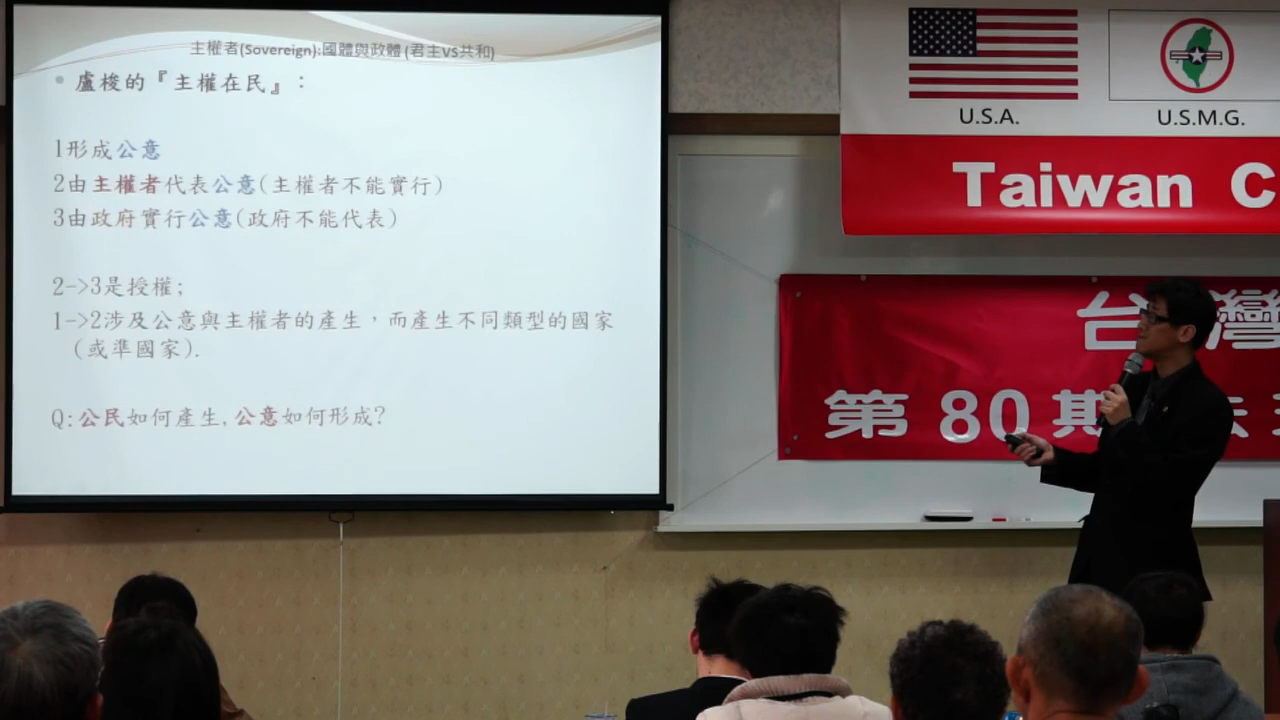 主權者(Sovereign):國體與政體 (君主VS共和)
盧梭的『主權在民』：
1形成公意
2由主權者代表公意(主權者不能實行)
3由政府實行公意(政府不能代表)
2->3是授權;
1->2涉及公意與主權者的產生，而產生不同類型的國家
(或準國家).
Q:公民如何產生,公意如何形成?
U.S.A.
U.S.M.G.
Taiwan C
台灣
第 80 期